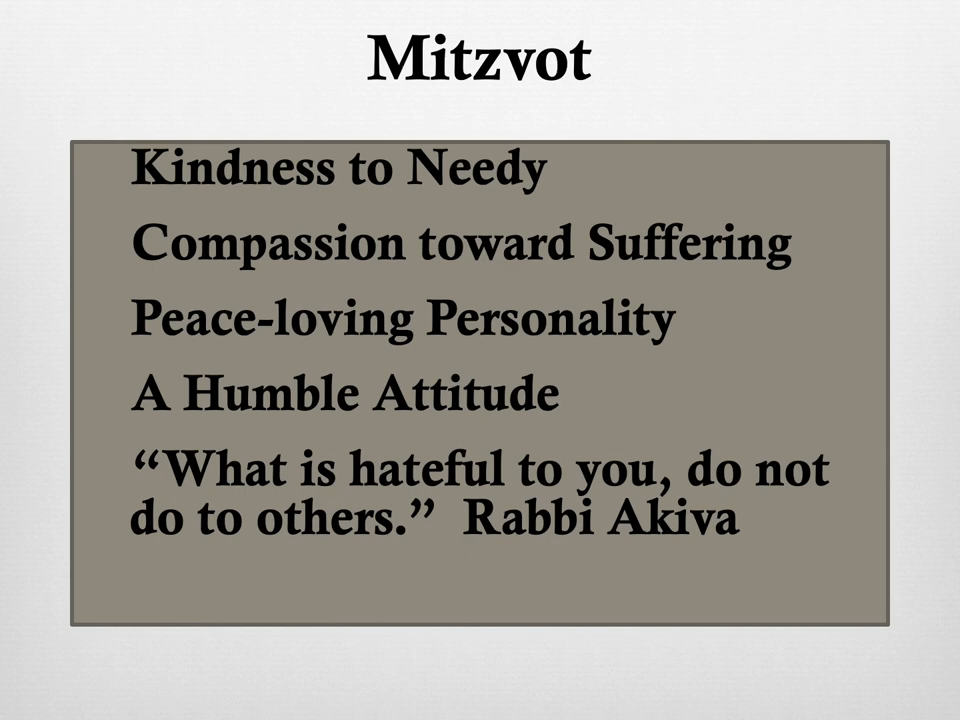 Mitzvot
Kindness to Needy
Compassion toward Suffering
Peace-loving Personality
A Humble Attitude
“What is hateful to you, do not
do to others.”  Rabbi Akiva